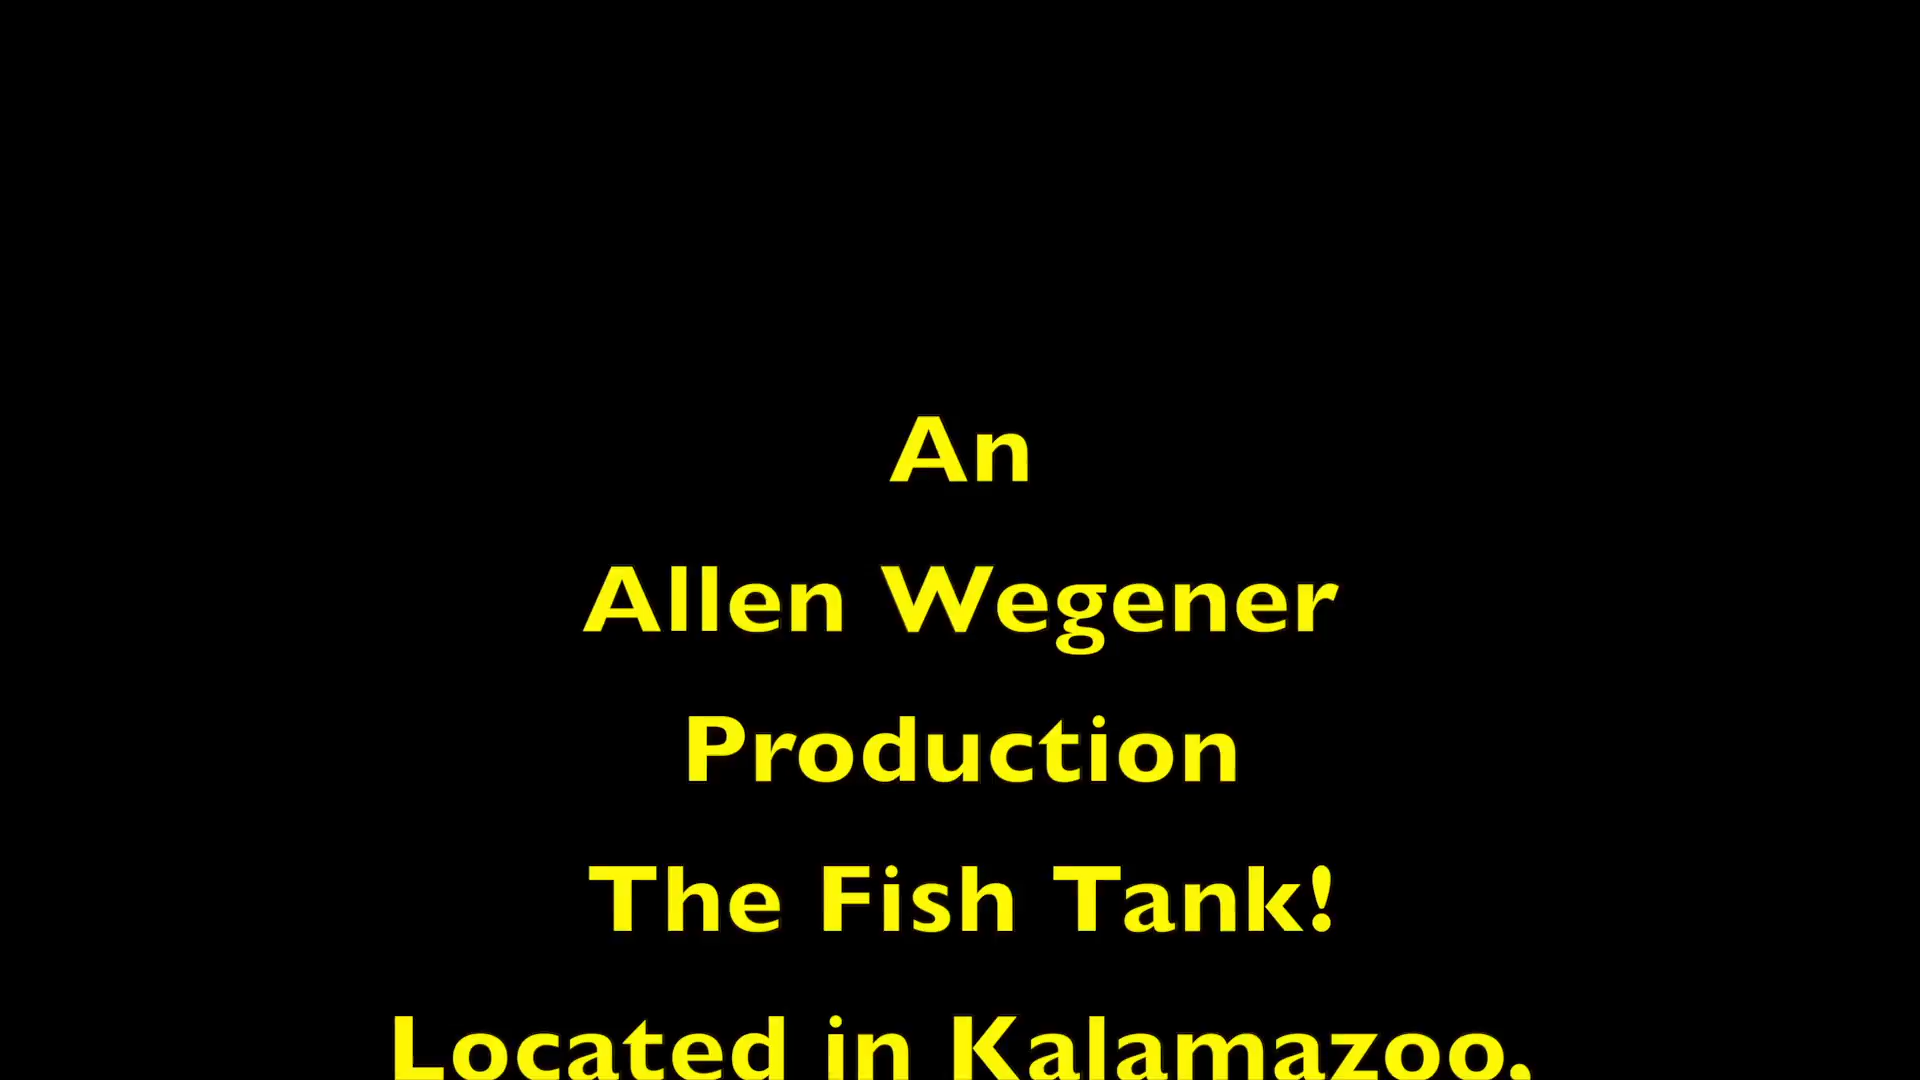 An
Allen Wegener
Production
The Fish Tank!
Located in Kalamazoo,